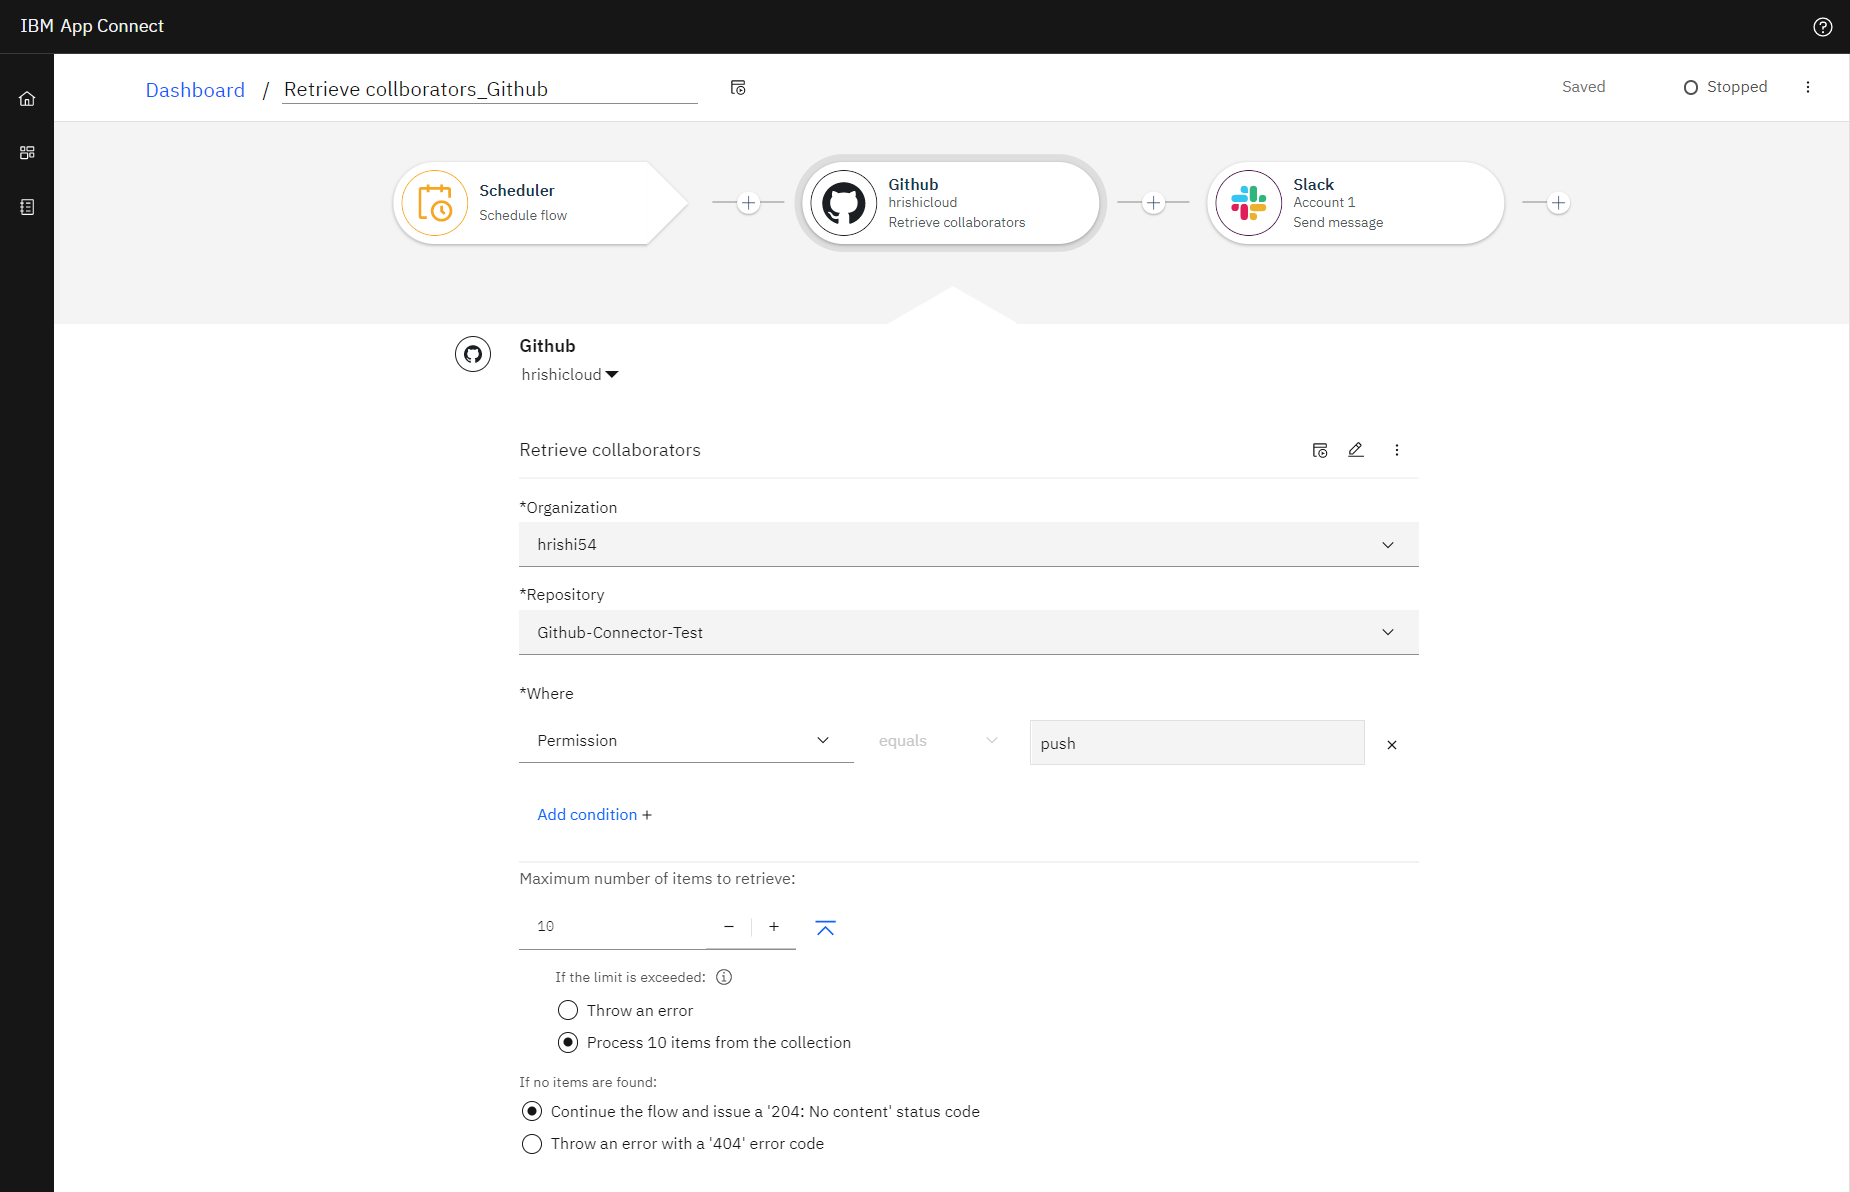 IBM App Connect
Dashboard / Retrieve collborators_Github
Saved
Stopped
Scheduler
Schedule flow
Github
hrishicloud
Retrieve collaborators
Slack
Account 1
Send message
Github
hrishicloud
Retrieve collaborators
*Organization
hrishi54
*Repository
Github-Connector-Test
*Where
Permission equals push
Add condition +
Maximum number of items to retrieve:
10
If the limit is exceeded:
Throw an error
Process 10 items from the collection
If no items are found:
Continue the flow and issue a '204: No content' status code
Throw an error with a '404' error code